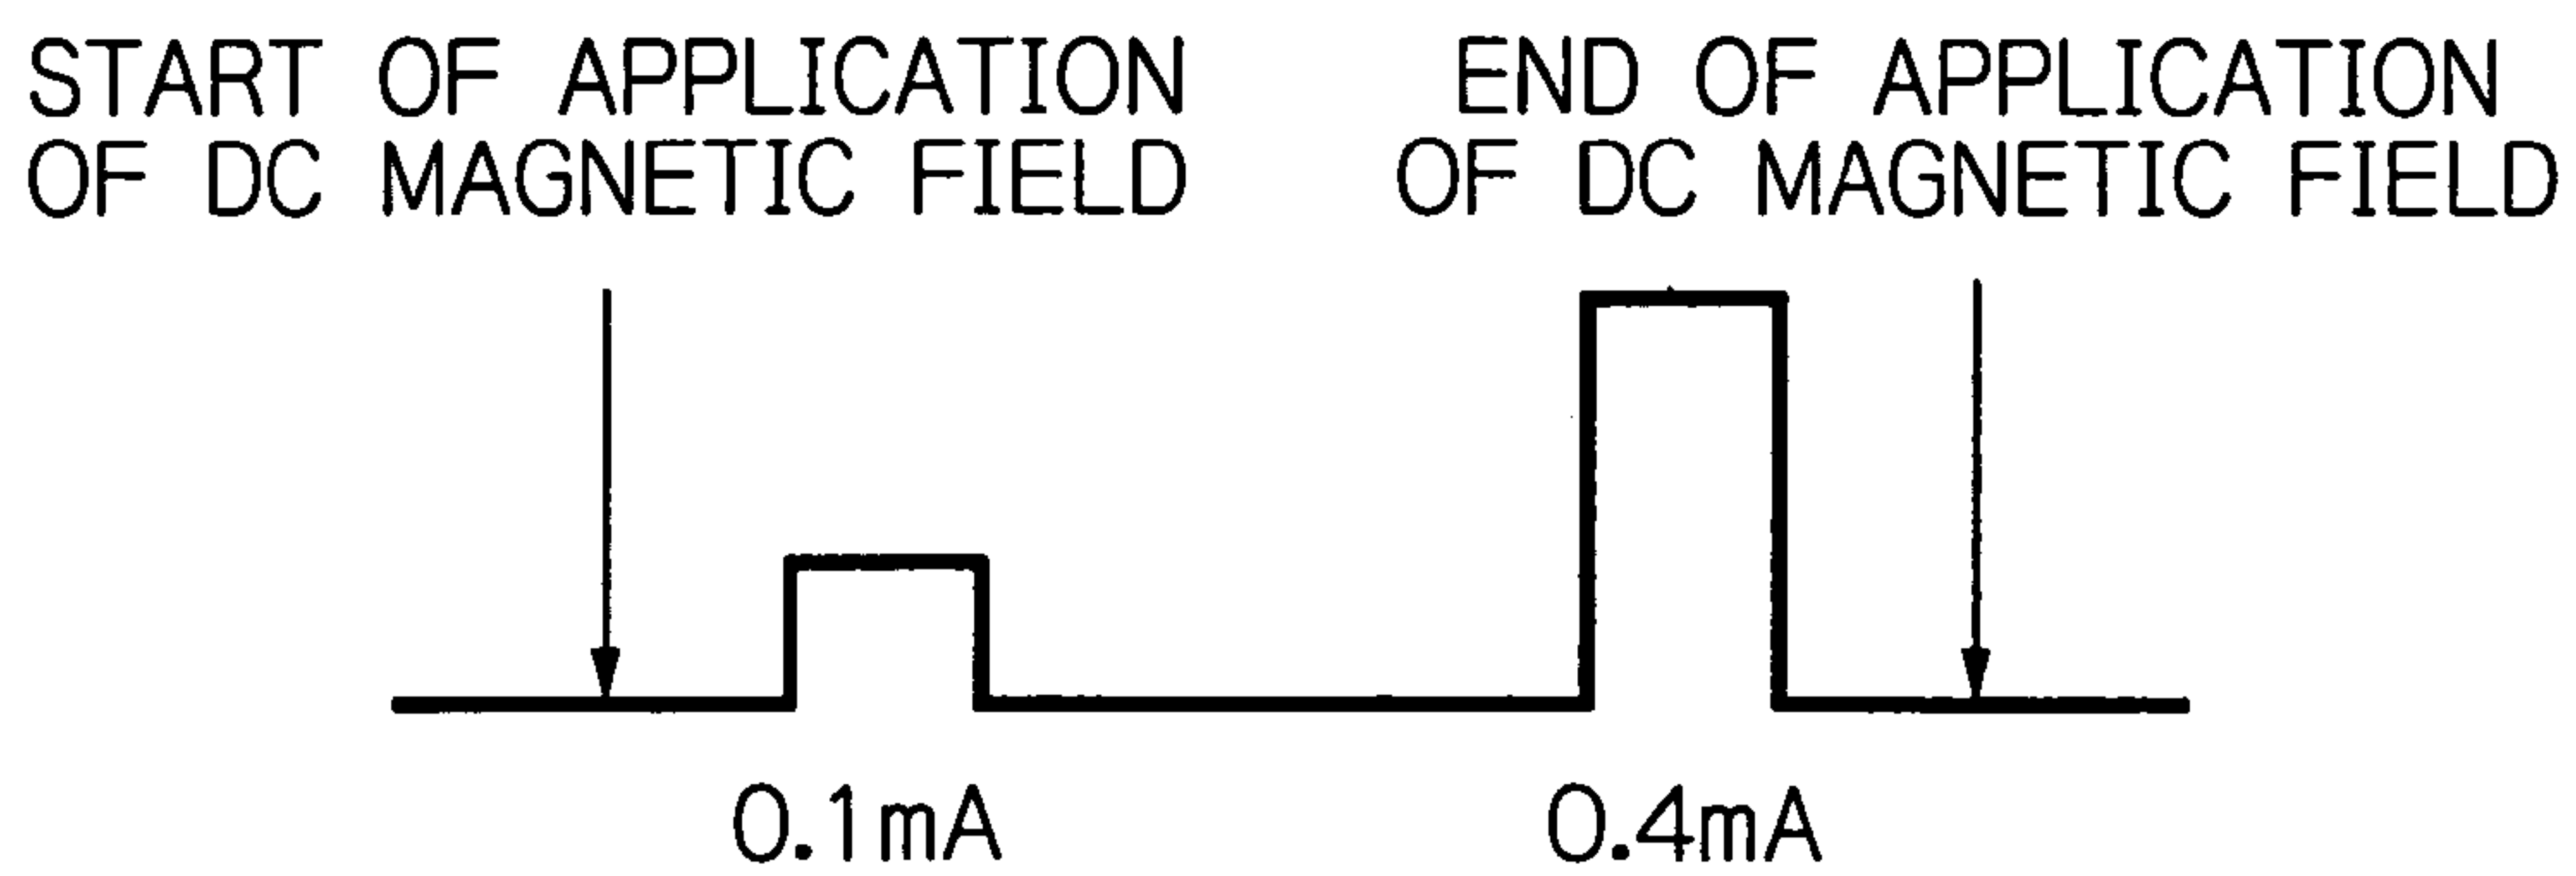 START OF APPLICATION
OF DC MAGNETIC FIELD
END OF APPLICATION
OF DC MAGNETIC FIELD
0.1mA
0.4mA